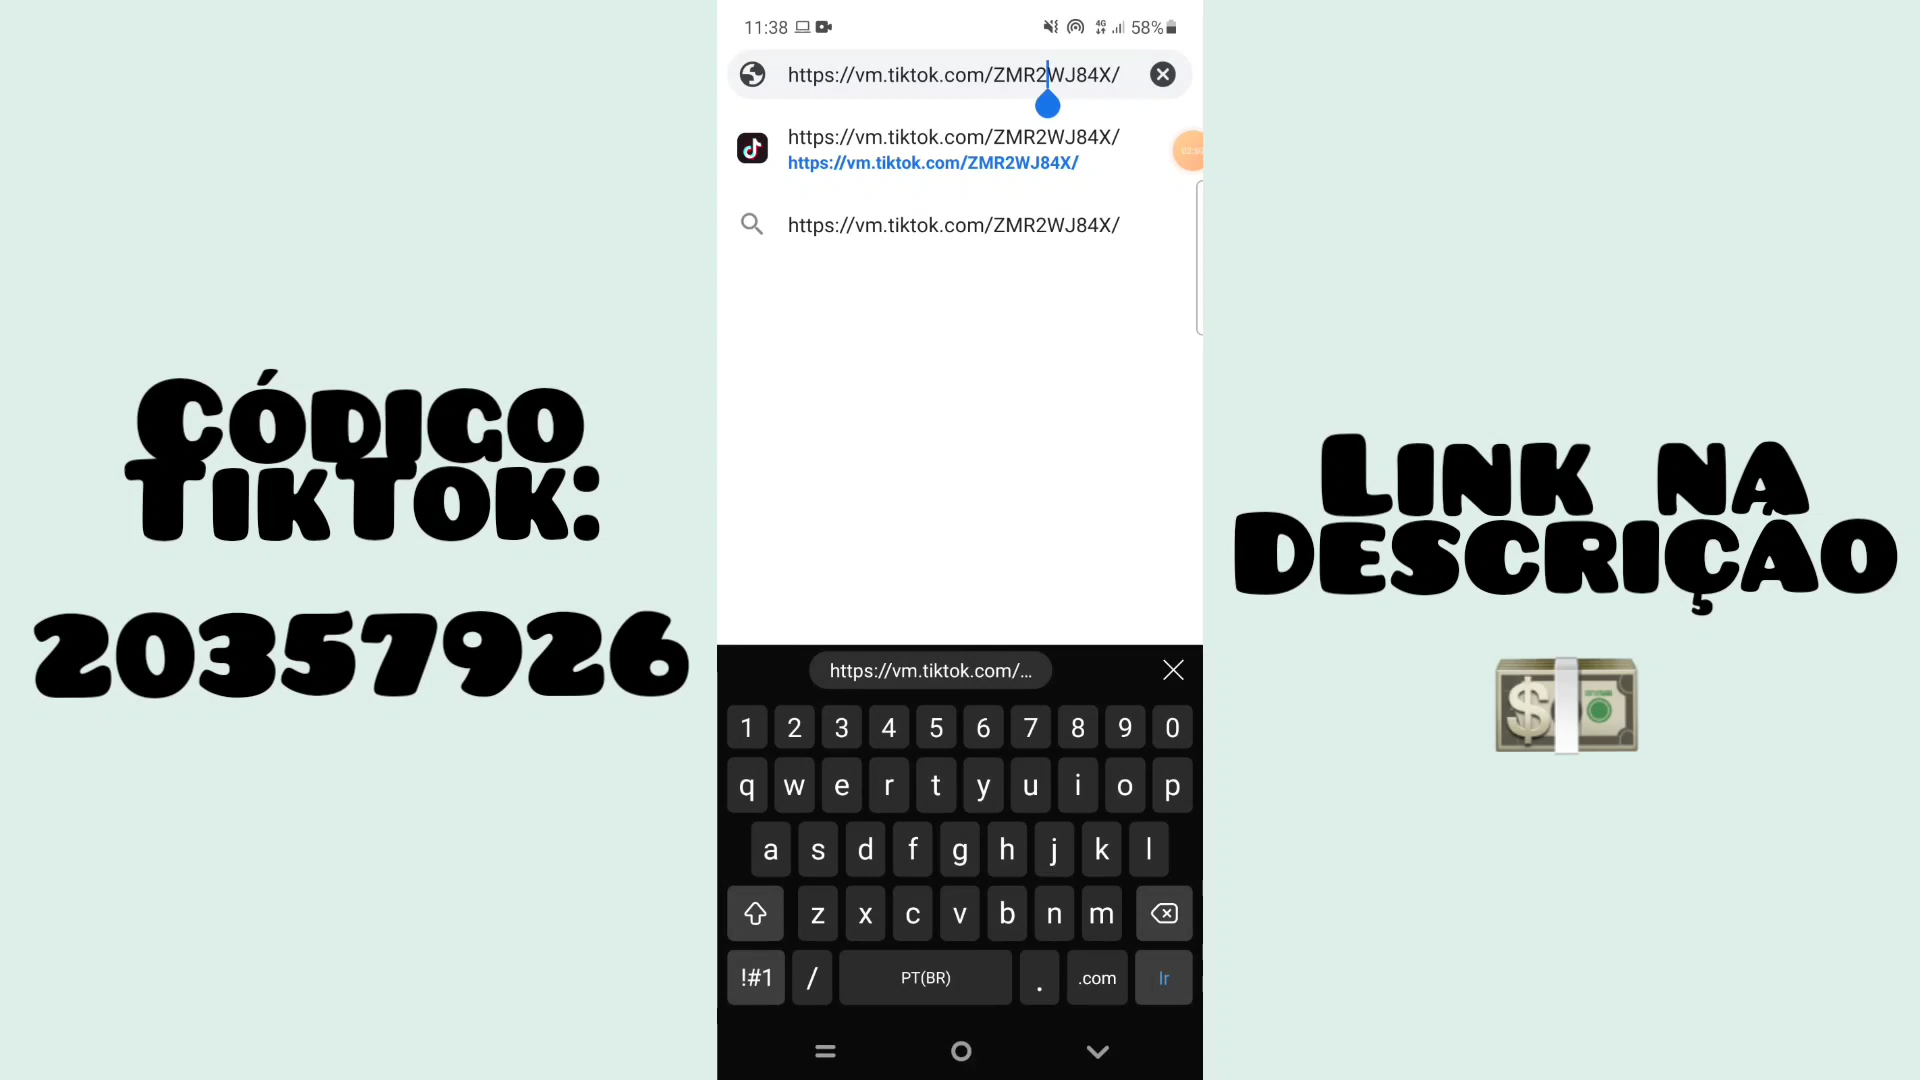 Código
TikTok:
20357926
11:38
4G
58%
https://vm.tiktok.com/ZMR2WJ84X/
https://vm.tiktok.com/ZMR2WJ84X/
https://vm.tiktok.com/ZMR2WJ84X/
https://vm.tiktok.com/ZMR2WJ84X/
https://vm.tiktok.com/...
1 2 3 4 5 6 7 8 9 0
q w e r t y u i o p
a s d f g h j k l
z x c v b n m
!#1 / PT(BR) . .com Ir
Link na
Descrição